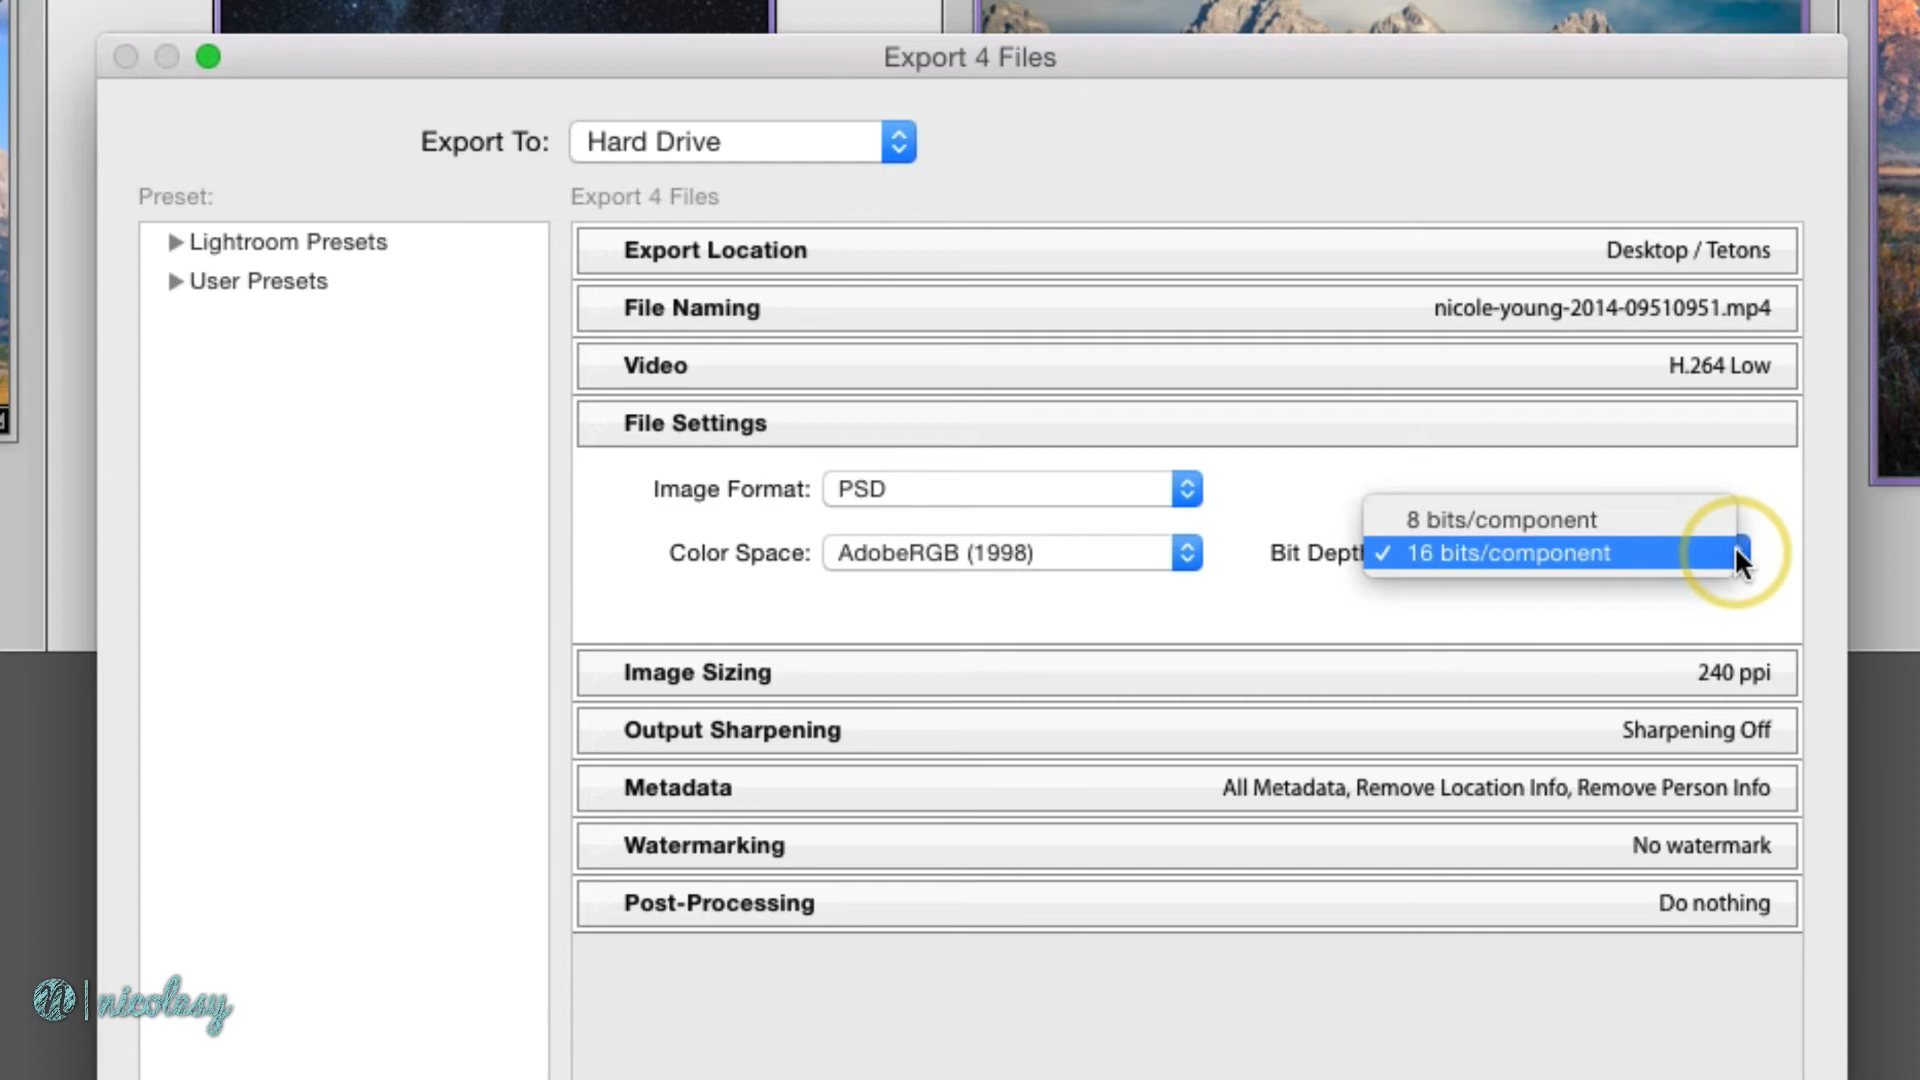 Export 4 Files
Export To: Hard Drive
Preset:
Export 4 Files
Lightroom Presets
User Presets
Export Location Desktop / Tetons
File Naming nicole-young-2014-09510951.mp4
Video H.264 Low
File Settings
Image Format: PSD
8 bits/component
Color Space: AdobeRGB (1998) Bit Depth 16 bits/component
Image Sizing 240 ppi
Output Sharpening Sharpening Off
Metadata All Metadata, Remove Location Info, Remove Person Info
Watermarking No watermark
Post-Processing Do nothing
n | nicolesy